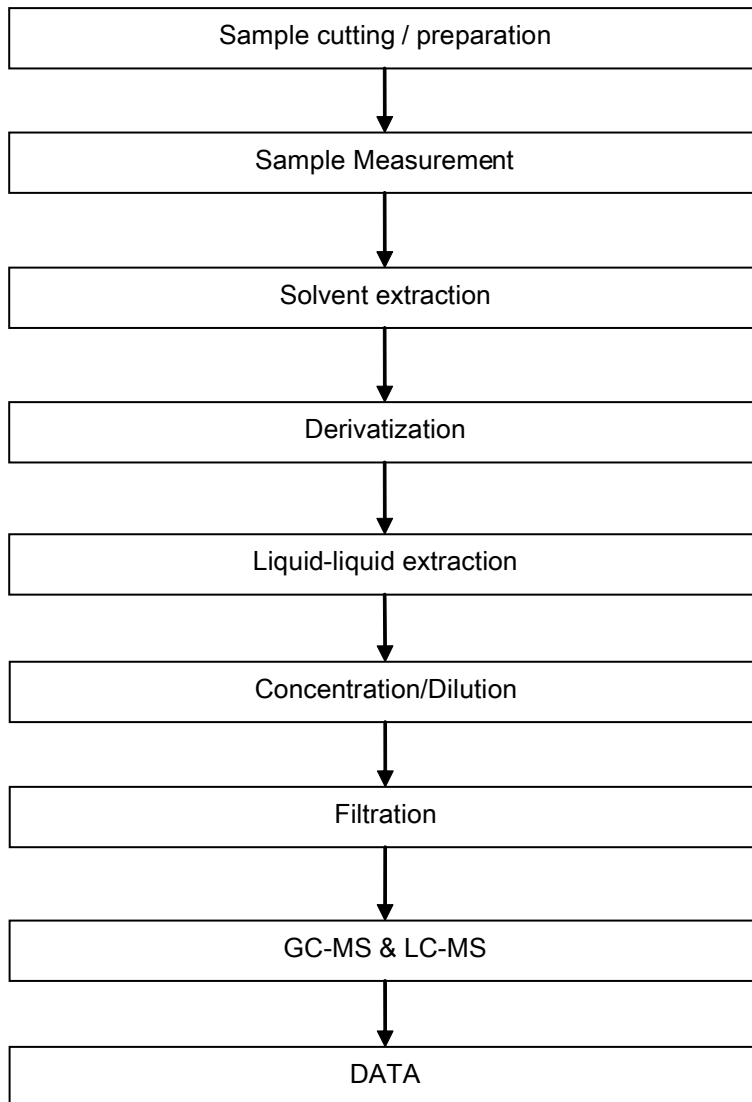 Sample cutting / preparation
Sample Measurement
Solvent extraction
Derivatization
Liquid-liquid extraction
Concentration/Dilution
Filtration
GC-MS & LC-MS
DATA